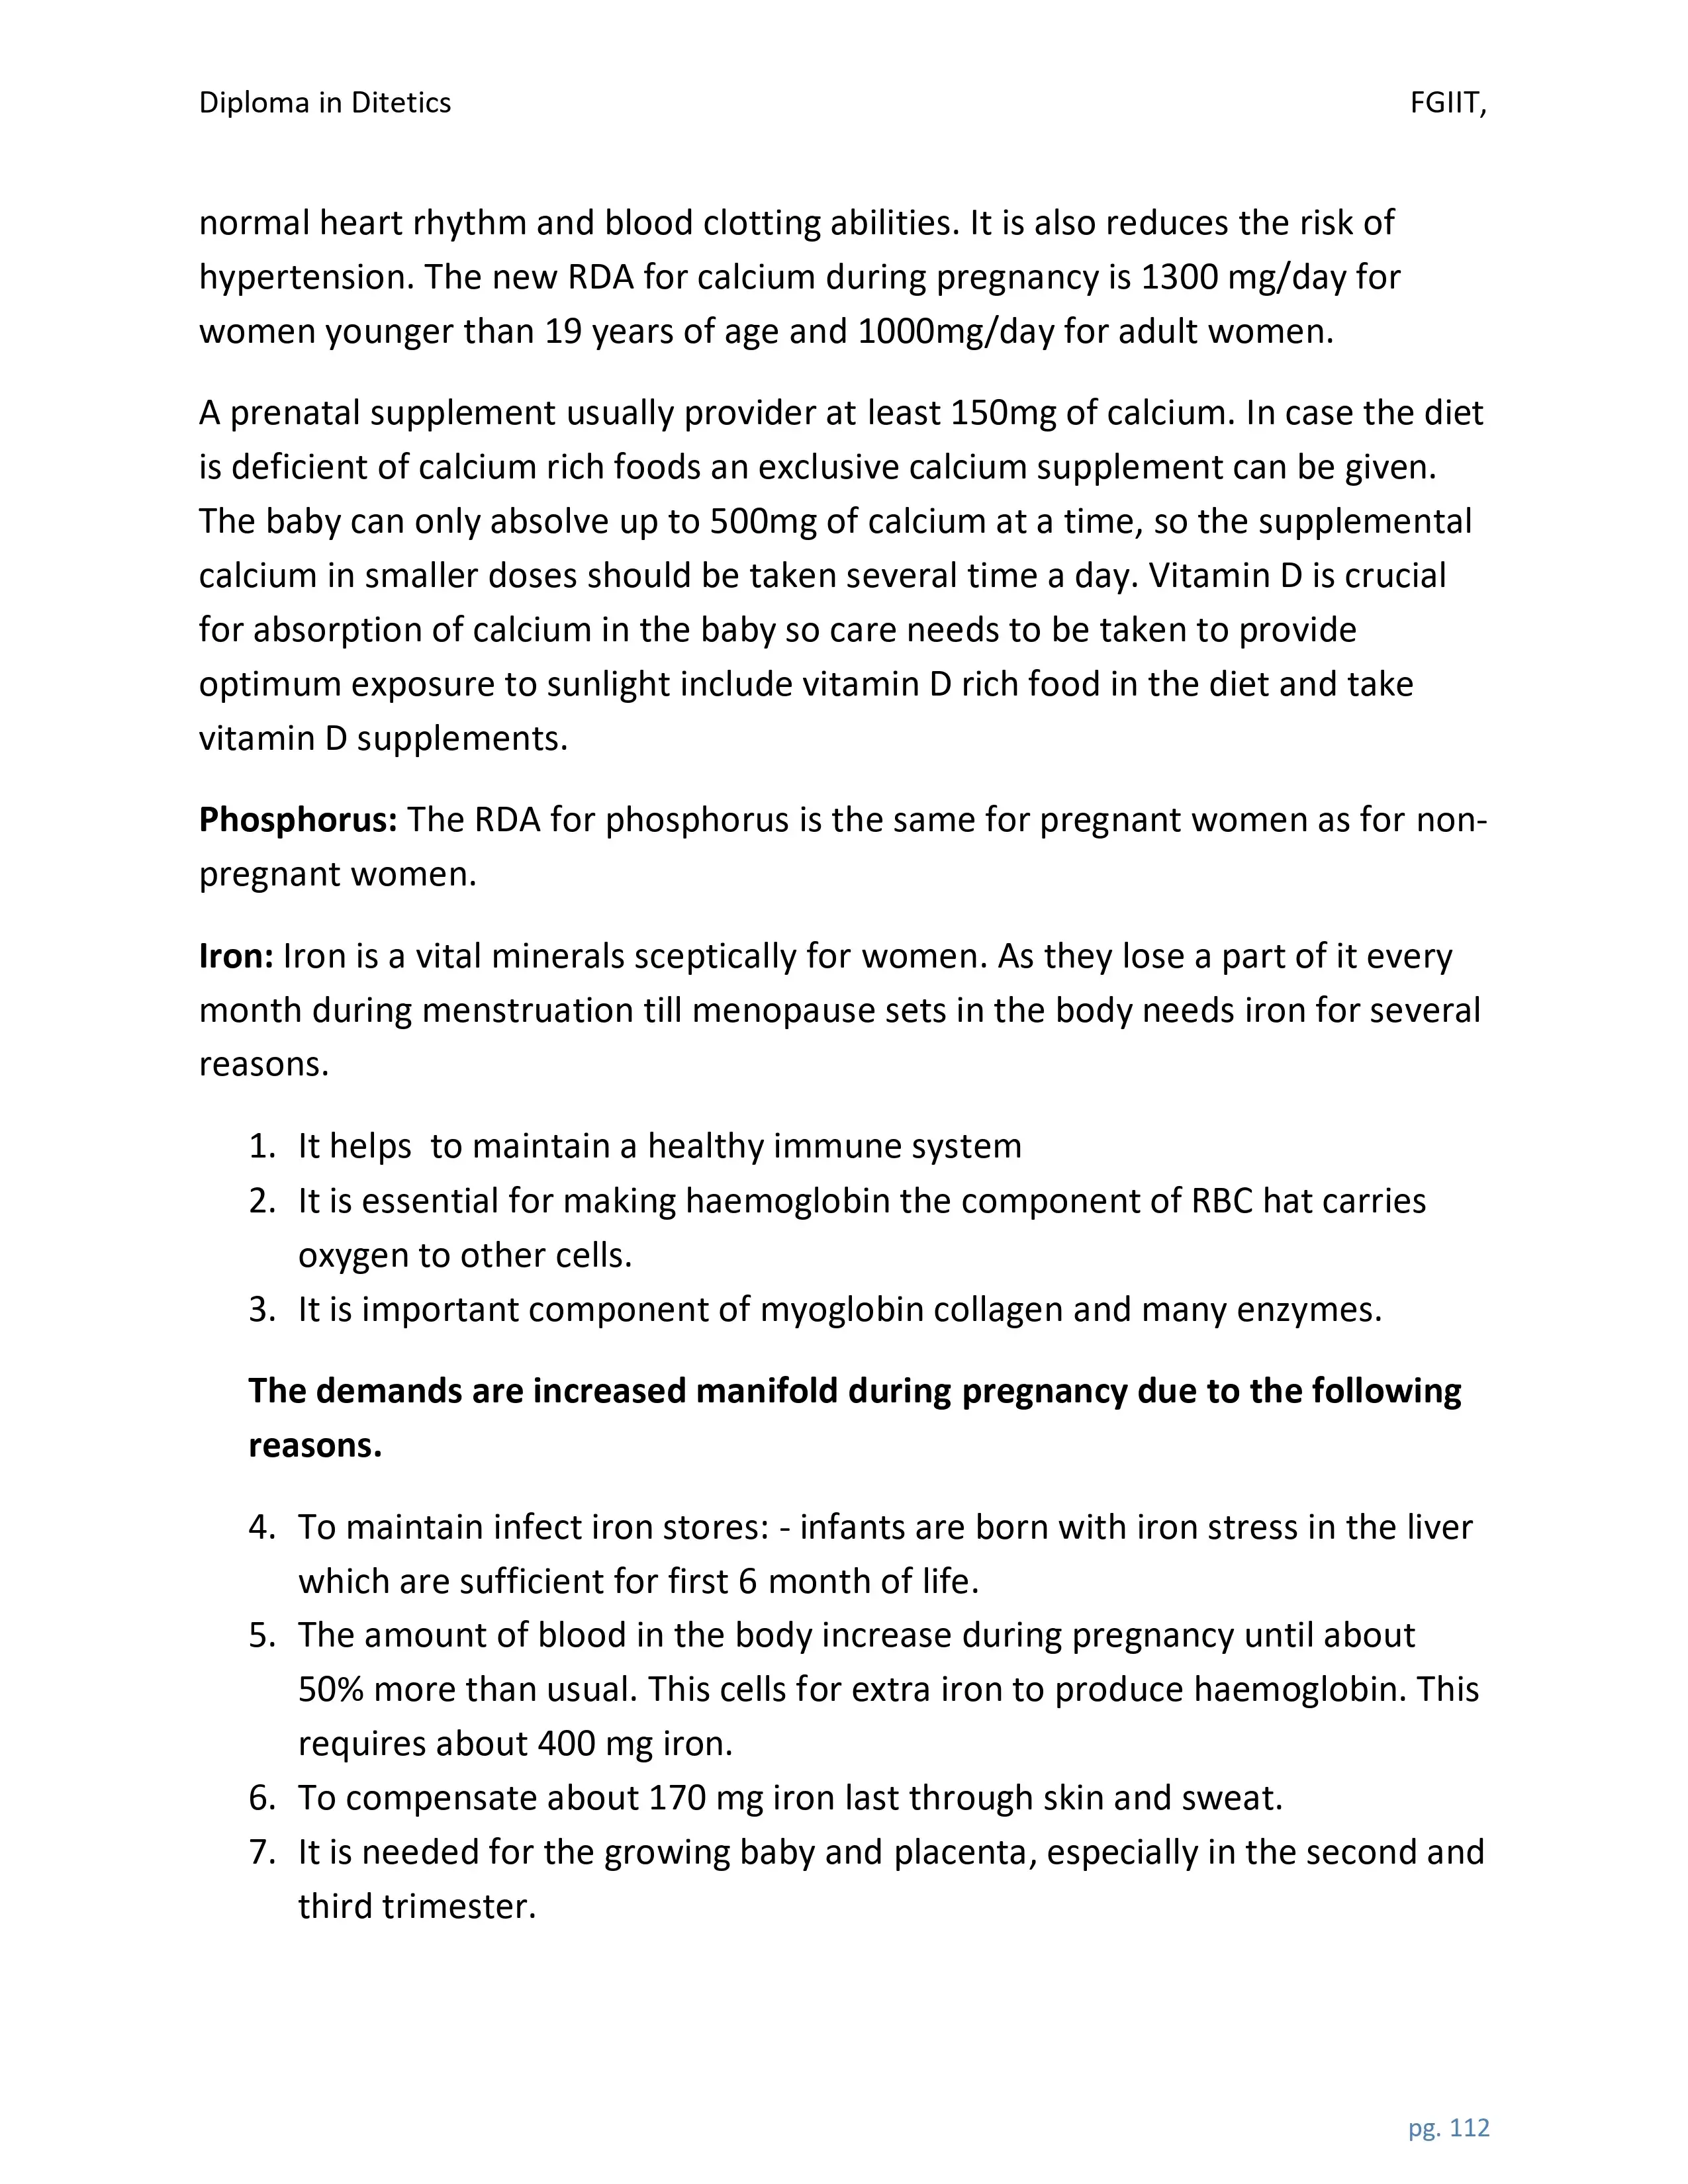 Diploma in Ditetics FGIIT,
normal heart rhythm and blood clotting abilities. It is also reduces the risk of
hypertension. The new RDA for calcium during pregnancy is 1300 mg/day for
women younger than 19 years of age and 1000mg/day for adult women.
A prenatal supplement usually provider at least 150mg of calcium. In case the diet
is deficient of calcium rich foods an exclusive calcium supplement can be given.
The baby can only absolve up to 500mg of calcium at a time, so the supplemental
calcium in smaller doses should be taken several time a day. Vitamin D is crucial
for absorption of calcium in the baby so care needs to be taken to provide
optimum exposure to sunlight include vitamin D rich food in the diet and take
vitamin D supplements.
Phosphorus: The RDA for phosphorus is the same for pregnant women as for non-
pregnant women.
Iron: Iron is a vital minerals sceptically for women. As they lose a part of it every
month during menstruation till menopause sets in the body needs iron for several
reasons.
1. It helps  to maintain a healthy immune system
2. It is essential for making haemoglobin the component of RBC hat carries
oxygen to other cells.
3. It is important component of myoglobin collagen and many enzymes.
The demands are increased manifold during pregnancy due to the following
reasons.
4. To maintain infect iron stores: - infants are born with iron stress in the liver
which are sufficient for first 6 month of life.
5. The amount of blood in the body increase during pregnancy until about
50% more than usual. This cells for extra iron to produce haemoglobin. This
requires about 400 mg iron.
6. To compensate about 170 mg iron last through skin and sweat.
7. It is needed for the growing baby and placenta, especially in the second and
third trimester.
pg. 112